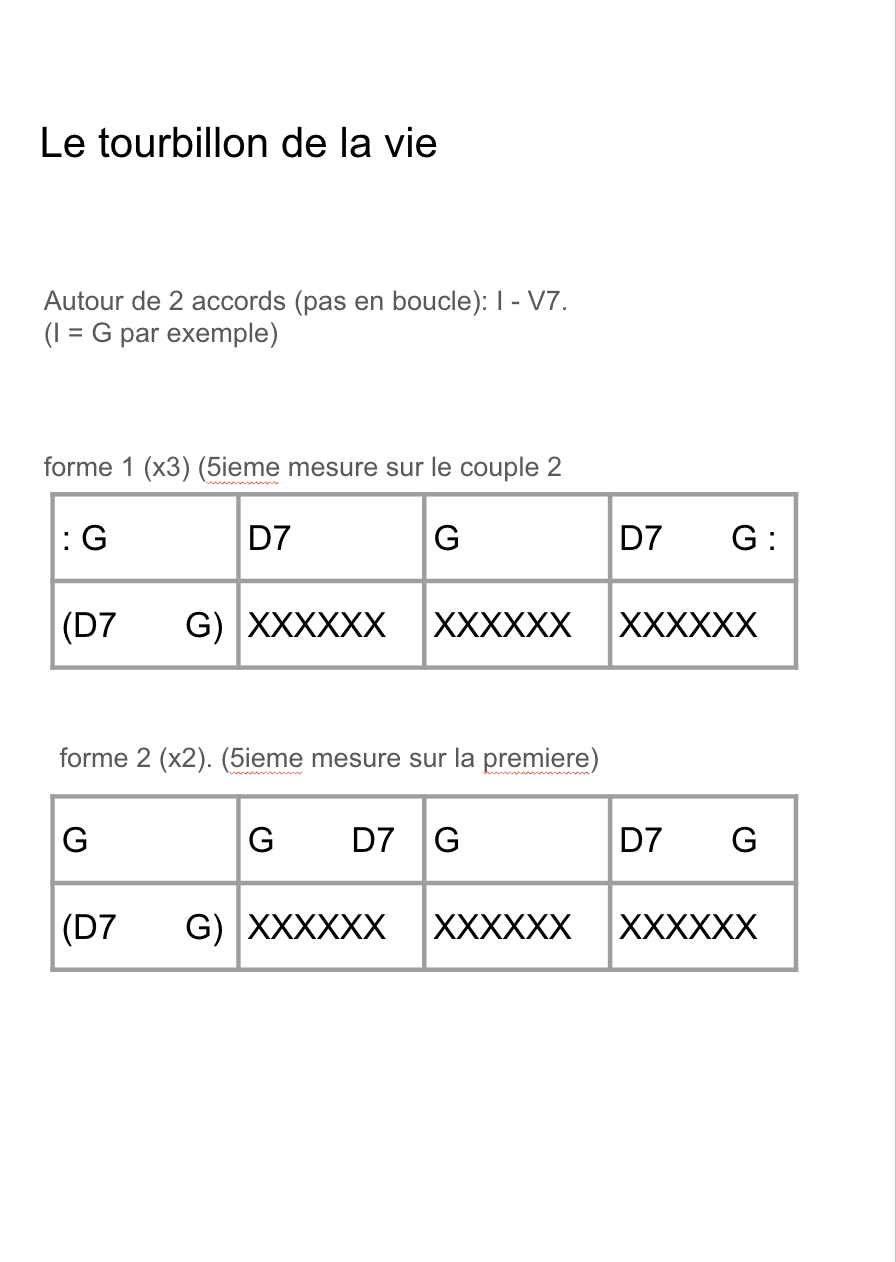 Le tourbillon de la vie
Autour de 2 accords (pas en boucle): I - V7.
(I = G par exemple)
forme 1 (x3) (5ieme mesure sur le couple 2
: G D7 G D7 G :
(D7 G) XXXXXX XXXXXX XXXXXX
forme 2 (x2). (5ieme mesure sur la premiere)
G G D7 G D7 G
(D7 G) XXXXXX XXXXXX XXXXXX